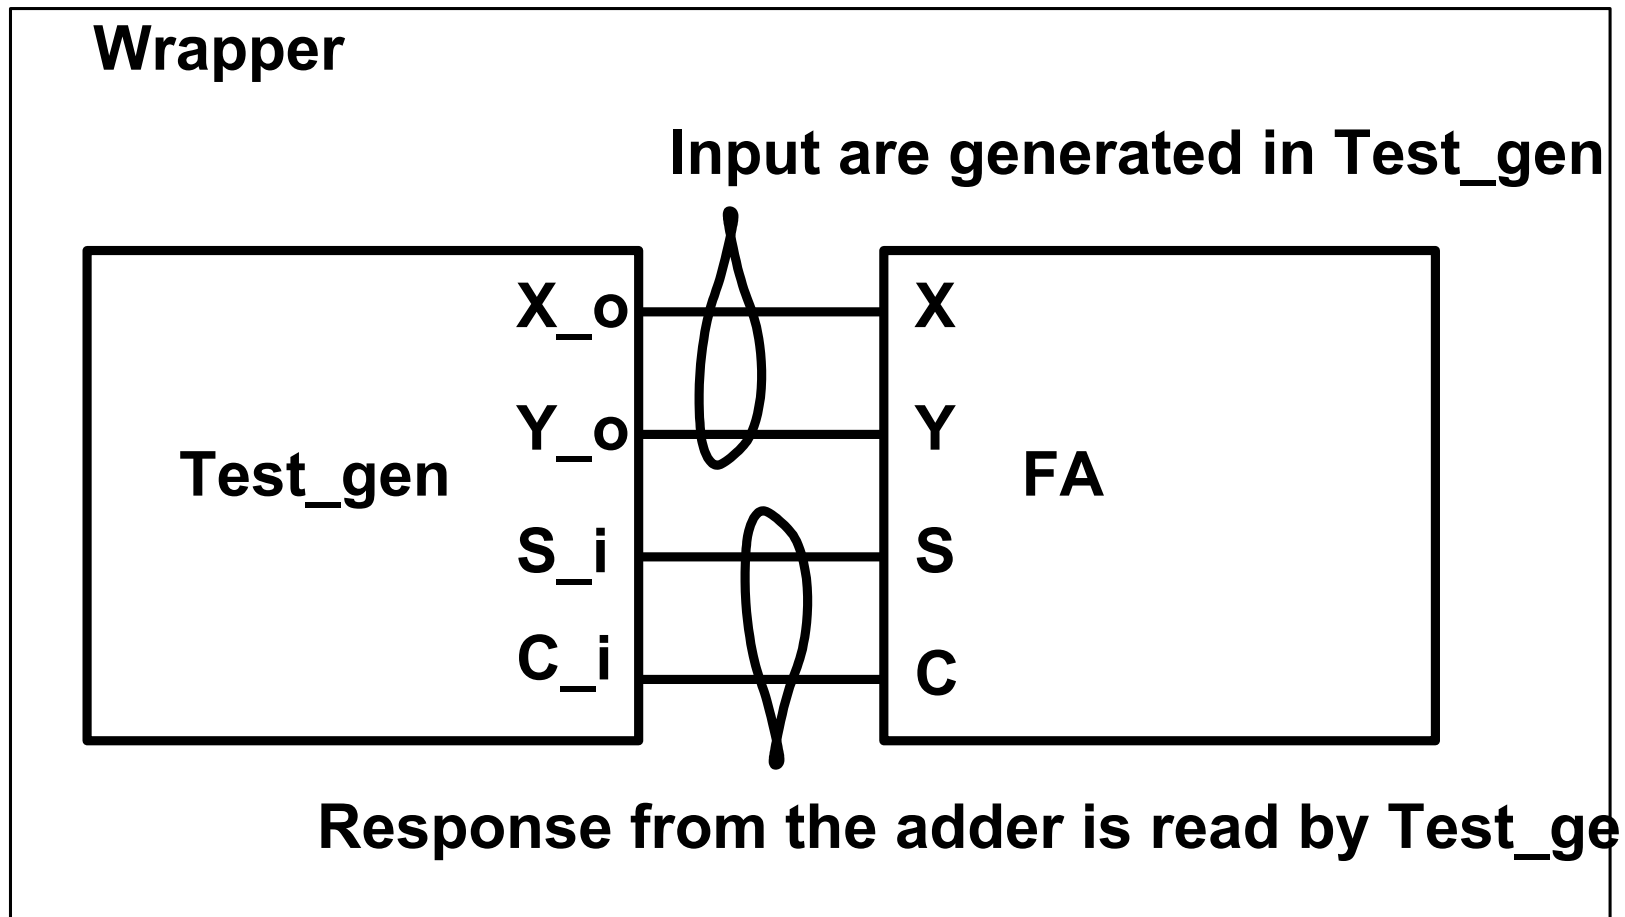 Wrapper
Input are generated in Test_gen
X_o
X
Y_o
Y
Test_gen
FA
S_i
S
C_i
C
Response from the adder is read by Test_ge